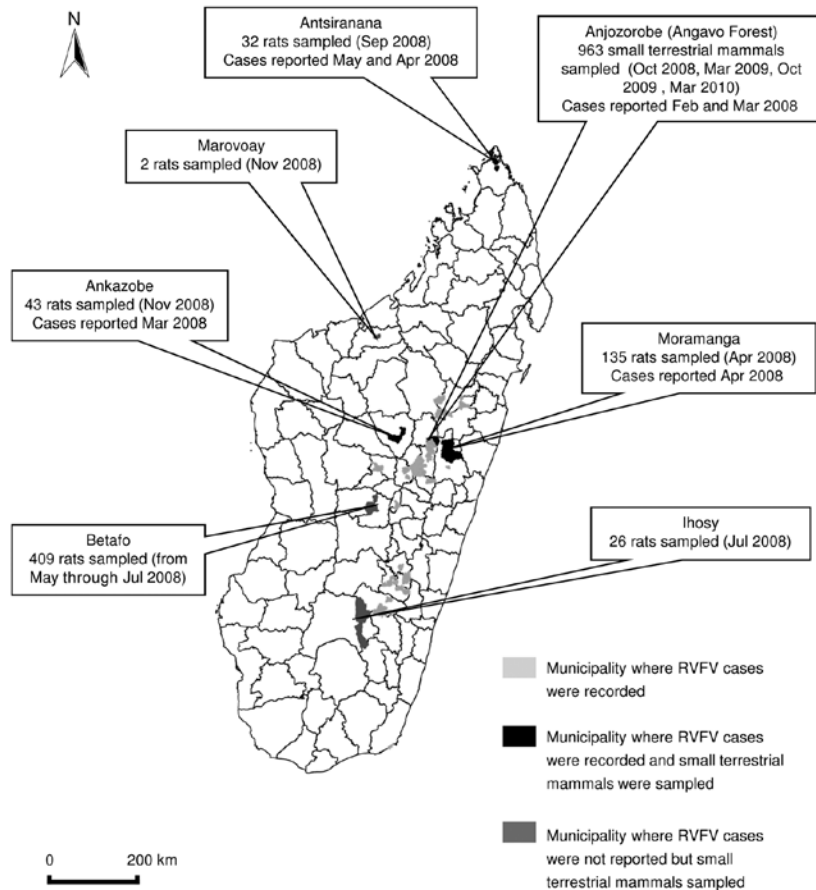 N
Antsiranana
32 rats sampled (Sep 2008)
Cases reported May and Apr 2008
Anjozorobe (Angavo Forest)
963 small terrestrial mammals
sampled (Oct 2008, Mar 2009, Oct
2009 , Mar 2010)
Cases reported Feb and Mar 2008
Marovoay
2 rats sampled (Nov 2008)
Ankazobe
43 rats sampled (Nov 2008)
Cases reported Mar 2008
Moramanga
135 rats sampled (Apr 2008)
Cases reported Apr 2008
Betafo
409 rats sampled (from
May through Jul 2008)
Ihosy
26 rats sampled (Jul 2008)
Municipality where RVFV cases
were recorded
Municipality where RVFV cases
were recorded and small terrestrial
mammals were sampled
Municipality where RVFV cases
were not reported but small
terrestrial mammals sampled
0 200 km